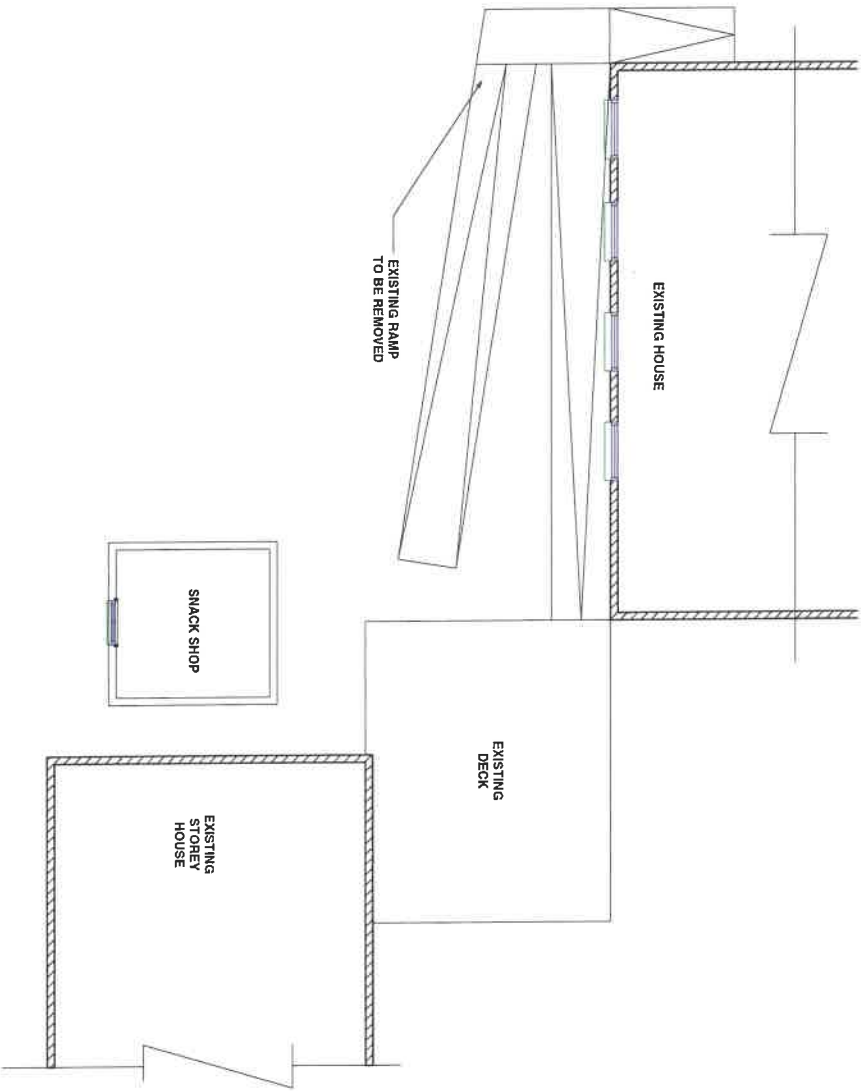 EXISTING HOUSE
EXISTING RAMP
TO BE REMOVED
EXISTING
DECK
SNACK SHOP
EXISTING
STOREY
HOUSE